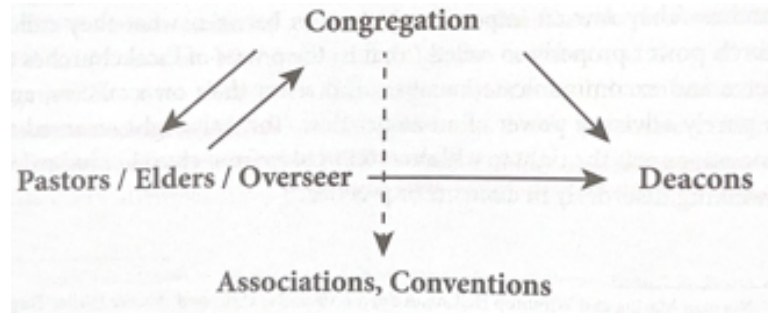 Congregation
Pastors / Elders / Overseer Deacons
Associations, Conventions